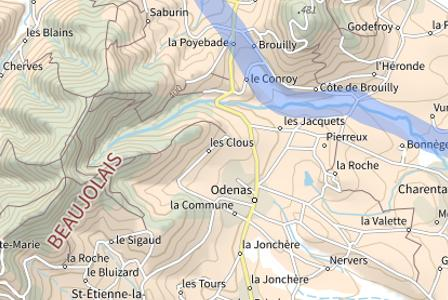 Saburin
481
Godefroy
les Blains
la Poyebade
Brouilly
Cherves
l'Héronde
le Conroy
Côte de Brouilly
400
les Jacquets
Pierreux
les Clous
Bonnège
la Roche
BEAUJOLAIS
Odenas
Charenta
la Commune
la Valette
te-Marie
le Sigaud
la Jonchère
la Roche
Nervers
le Bluizard
les Tours
la Jonchère
St-Étienne-la-